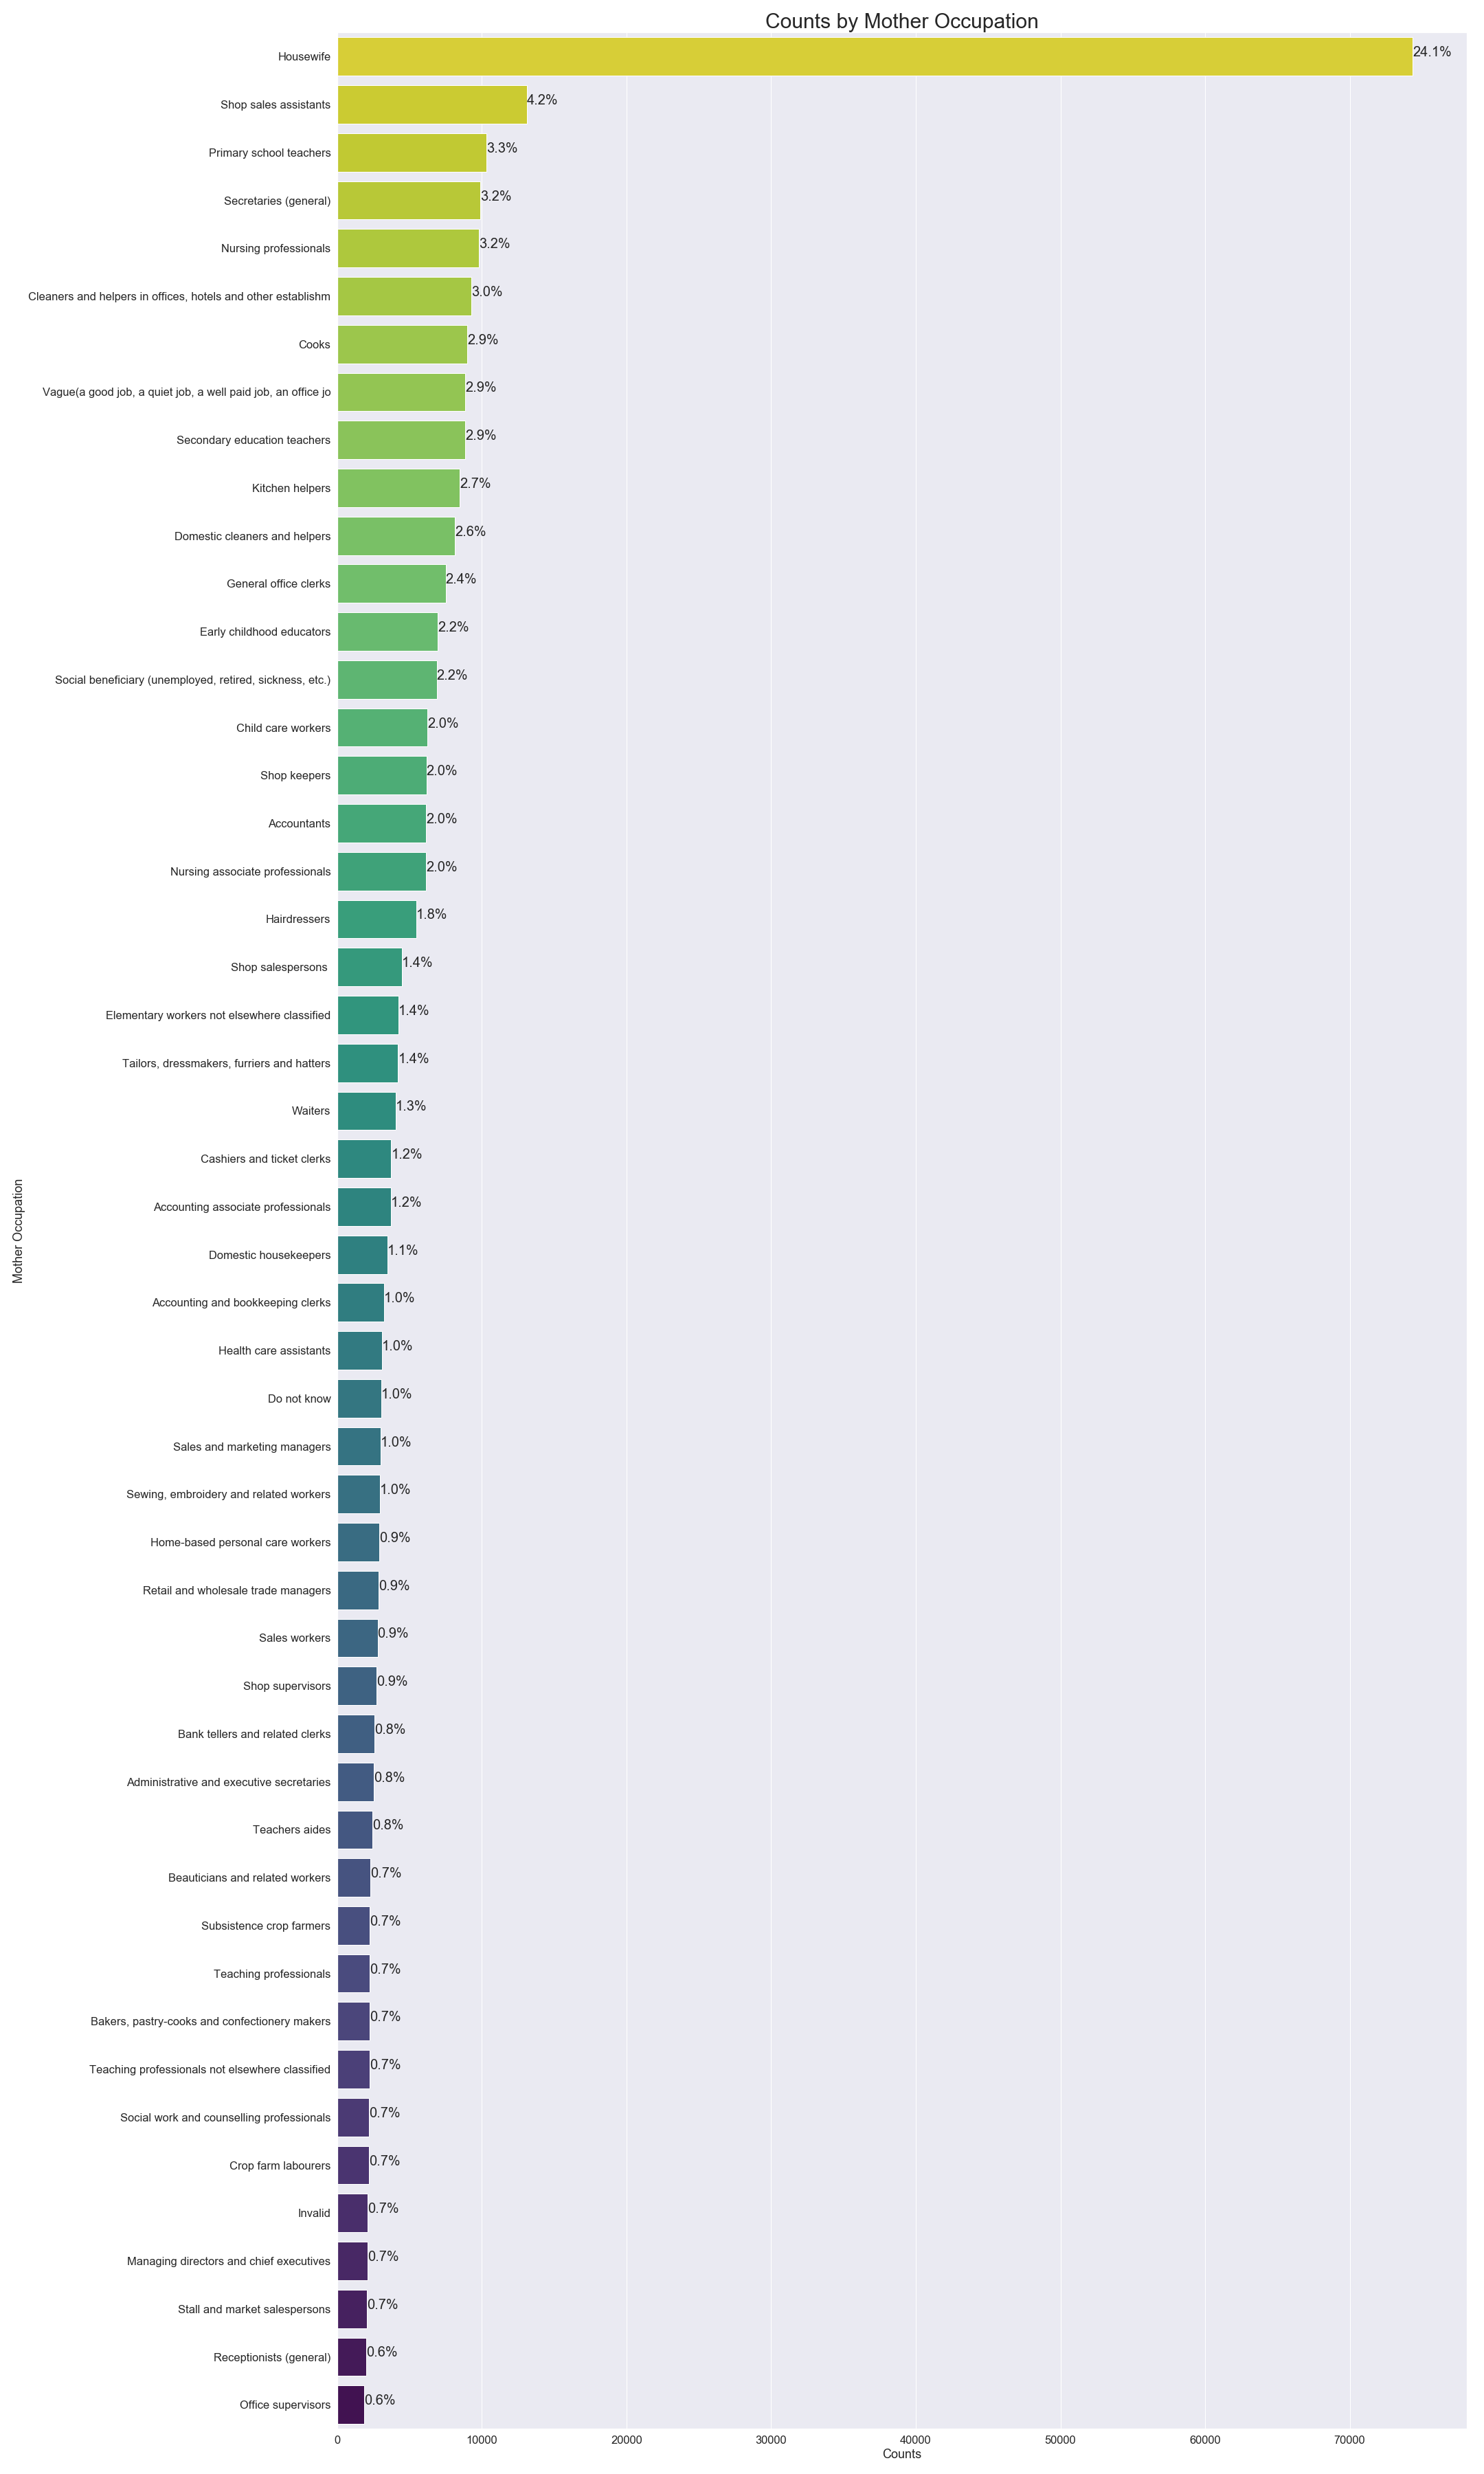 Counts by Mother Occupation
Housewife 24.1%
Shop sales assistants 4.2%
Primary school teachers 3.3%
Secretaries (general) 3.2%
Nursing professionals 3.2%
Cleaners and helpers in offices, hotels and other establishm 3.0%
Cooks 2.9%
Vague(a good job, a quiet job, a well paid job, an office jo 2.9%
Secondary education teachers 2.9%
Kitchen helpers 2.7%
Domestic cleaners and helpers 2.6%
General office clerks 2.4%
Early childhood educators 2.2%
Social beneficiary (unemployed, retired, sickness, etc.) 2.2%
Child care workers 2.0%
Shop keepers 2.0%
Accountants 2.0%
Nursing associate professionals 2.0%
Hairdressers 1.8%
Shop salespersons 1.4%
Elementary workers not elsewhere classified 1.4%
Tailors, dressmakers, furriers and hatters 1.4%
Waiters 1.3%
Cashiers and ticket clerks 1.2%
Accounting associate professionals 1.2%
Domestic housekeepers 1.1%
Accounting and bookkeeping clerks 1.0%
Health care assistants 1.0%
Do not know 1.0%
Sales and marketing managers 1.0%
Sewing, embroidery and related workers 1.0%
Home-based personal care workers 0.9%
Retail and wholesale trade managers 0.9%
Sales workers 0.9%
Shop supervisors 0.9%
Bank tellers and related clerks 0.8%
Administrative and executive secretaries 0.8%
Teachers aides 0.8%
Beauticians and related workers 0.7%
Subsistence crop farmers 0.7%
Teaching professionals 0.7%
Bakers, pastry-cooks and confectionery makers 0.7%
Teaching professionals not elsewhere classified 0.7%
Social work and counselling professionals 0.7%
Crop farm labourers 0.7%
Invalid 0.7%
Managing directors and chief executives 0.7%
Stall and market salespersons 0.7%
Receptionists (general) 0.6%
Office supervisors 0.6%
0 10000 20000 30000 40000 50000 60000 70000
Counts
Mother Occupation